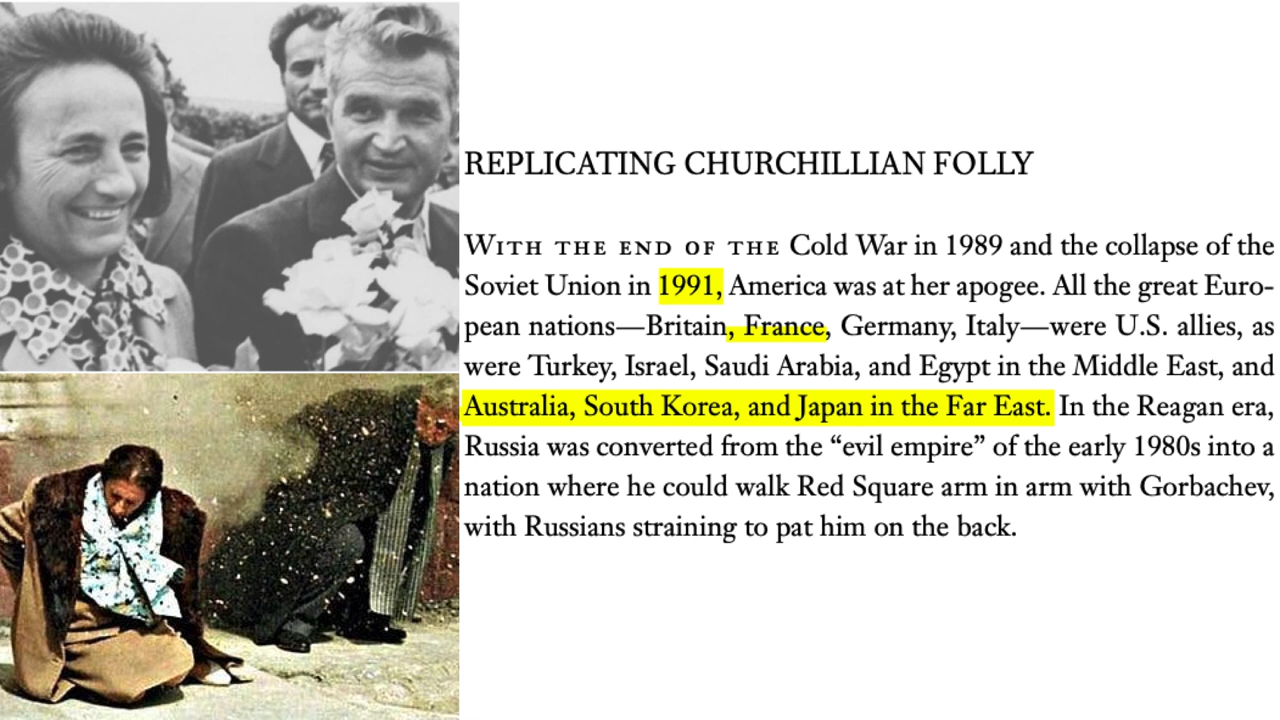 REPLICATING CHURCHILLIAN FOLLY
WITH THE END OF THE Cold War in 1989 and the collapse of the
Soviet Union in 1991, America was at her apogee. All the great Euro-
pean nations—Britain, France, Germany, Italy—were U.S. allies, as
were Turkey, Israel, Saudi Arabia, and Egypt in the Middle East, and
Australia, South Korea, and Japan in the Far East. In the Reagan era,
Russia was converted from the “evil empire” of the early 1980s into a
nation where he could walk Red Square arm in arm with Gorbachev,
with Russians straining to pat him on the back.